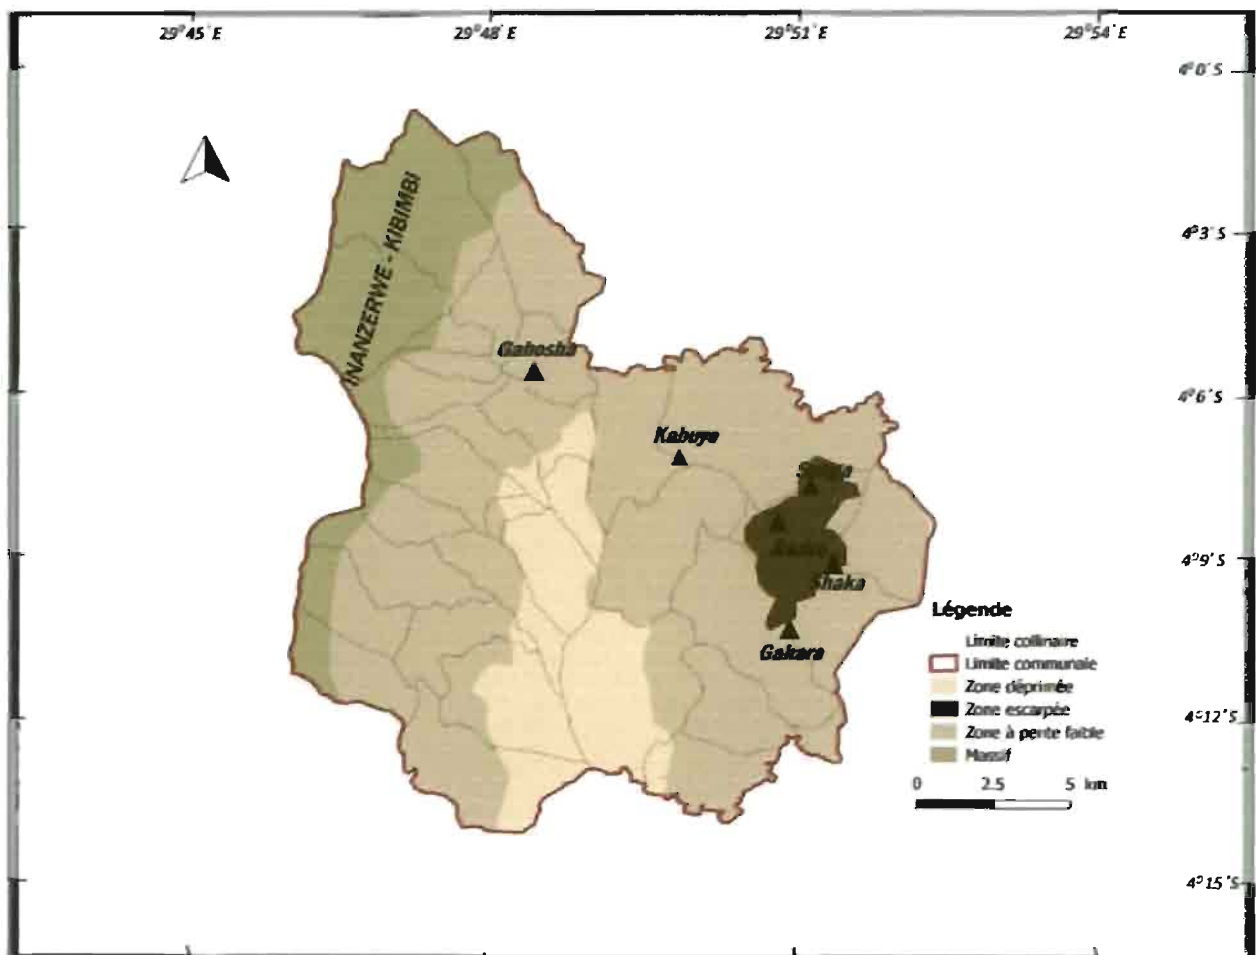 29°45'E
29°48'E
29°51'E
29°54'E
4°0'S
4°3'S
4°6'S
4°9'S
4°12'S
4°15'S
INANZERWE - KIBIMBI
Gahosha
Kabuye
Shaka
Gakara
Légende
Limite collinaire
Limite communale
Zone déprimée
Zone escarpée
Zone à pente faible
Massif
0 2.5 5 km